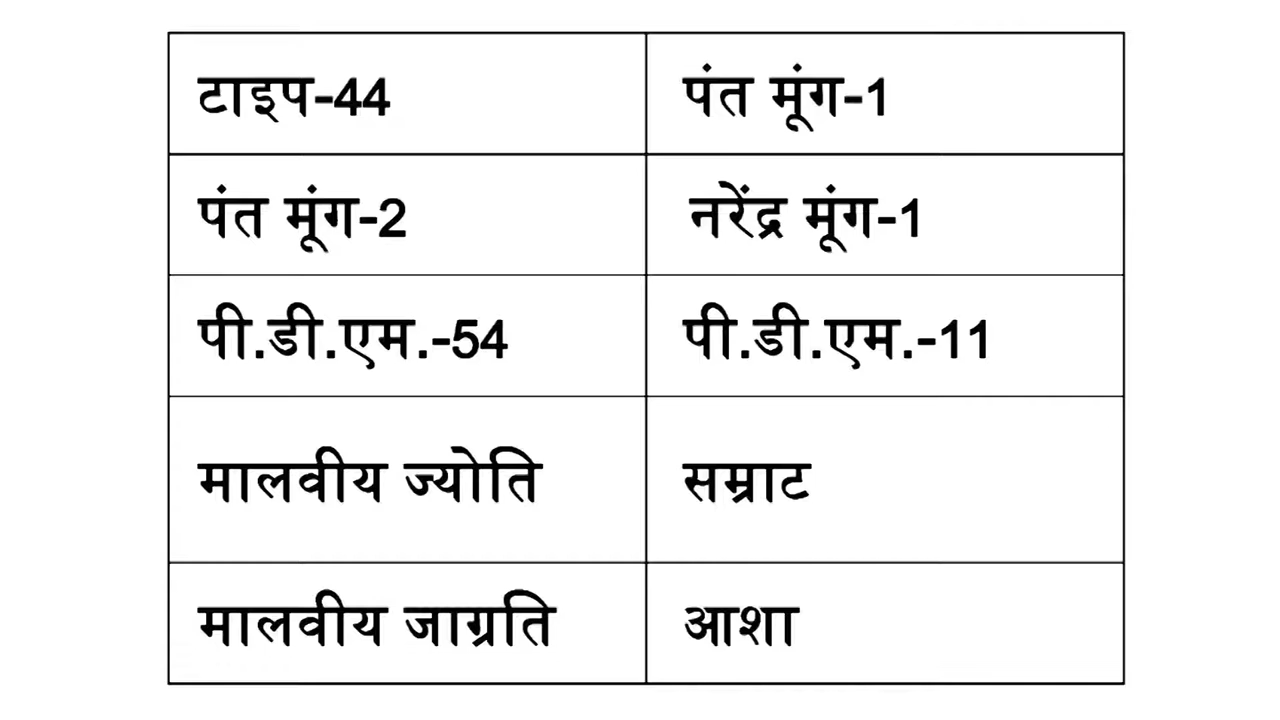 टाइप-44
पंत मूंग-1
पंत मूंग-2
नरेंद्र मूंग-1
पी.डी.एम.-54
पी.डी.एम.-11
मालवीय ज्योति
सम्राट
मालवीय जाग्रति
आशा